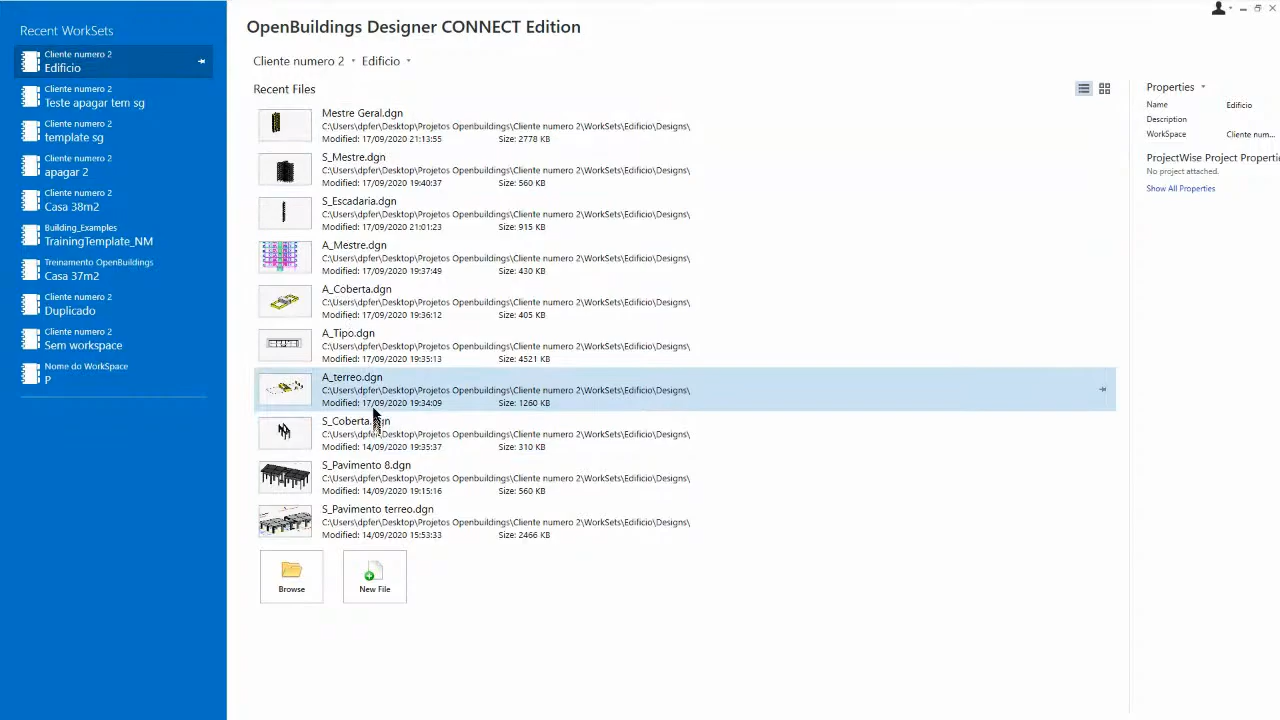 Recent WorkSets
Cliente numero 2
Edificio
Cliente numero 2
Teste apagar tem sg
Cliente numero 2
template sg
Cliente numero 2
apagar 2
Cliente numero 2
Casa 38m2
Building_Examples
TrainingTemplate_NM
Treinamento OpenBuildings
Casa 37m2
Cliente numero 2
Duplicado
Cliente numero 2
Sem workspace
Nome do WorkSpace
P
OpenBuildings Designer CONNECT Edition
Cliente numero 2 Edificio
Recent Files
Mestre Geral.dgn
C:\Users\dpfer\Desktop\Projetos Openbuildings\Cliente numero 2\WorkSets\Edificio\Designs\
Modified: 17/09/2020 21:13:55 Size: 2778 KB
S_Mestre.dgn
C:\Users\dpfer\Desktop\Projetos Openbuildings\Cliente numero 2\WorkSets\Edificio\Designs\
Modified: 17/09/2020 19:40:37 Size: 560 KB
S_Escadaria.dgn
C:\Users\dpfer\Desktop\Projetos Openbuildings\Cliente numero 2\WorkSets\Edificio\Designs\
Modified: 17/09/2020 21:01:23 Size: 915 KB
A_Mestre.dgn
C:\Users\dpfer\Desktop\Projetos Openbuildings\Cliente numero 2\WorkSets\Edificio\Designs\
Modified: 17/09/2020 19:37:49 Size: 430 KB
A_Coberta.dgn
C:\Users\dpfer\Desktop\Projetos Openbuildings\Cliente numero 2\WorkSets\Edificio\Designs\
Modified: 17/09/2020 19:36:12 Size: 405 KB
A_Tipo.dgn
C:\Users\dpfer\Desktop\Projetos Openbuildings\Cliente numero 2\WorkSets\Edificio\Designs\
Modified: 17/09/2020 19:35:13 Size: 4521 KB
A_terreo.dgn
C:\Users\dpfer\Desktop\Projetos Openbuildings\Cliente numero 2\WorkSets\Edificio\Designs\
Modified: 17/09/2020 19:34:09 Size: 1260 KB
S_Coberta.dgn
C:\Users\dpfer\Desktop\Projetos Openbuildings\Cliente numero 2\WorkSets\Edificio\Designs\
Modified: 14/09/2020 19:35:37 Size: 310 KB
S_Pavimento 8.dgn
C:\Users\dpfer\Desktop\Projetos Openbuildings\Cliente numero 2\WorkSets\Edificio\Designs\
Modified: 14/09/2020 19:15:16 Size: 560 KB
S_Pavimento terreo.dgn
C:\Users\dpfer\Desktop\Projetos Openbuildings\Cliente numero 2\WorkSets\Edificio\Designs\
Modified: 14/09/2020 15:53:33 Size: 2466 KB
Browse
New File
Properties
Name Edificio
Description
WorkSpace Cliente num...
ProjectWise Project Properti
No project attached.
Show All Properties